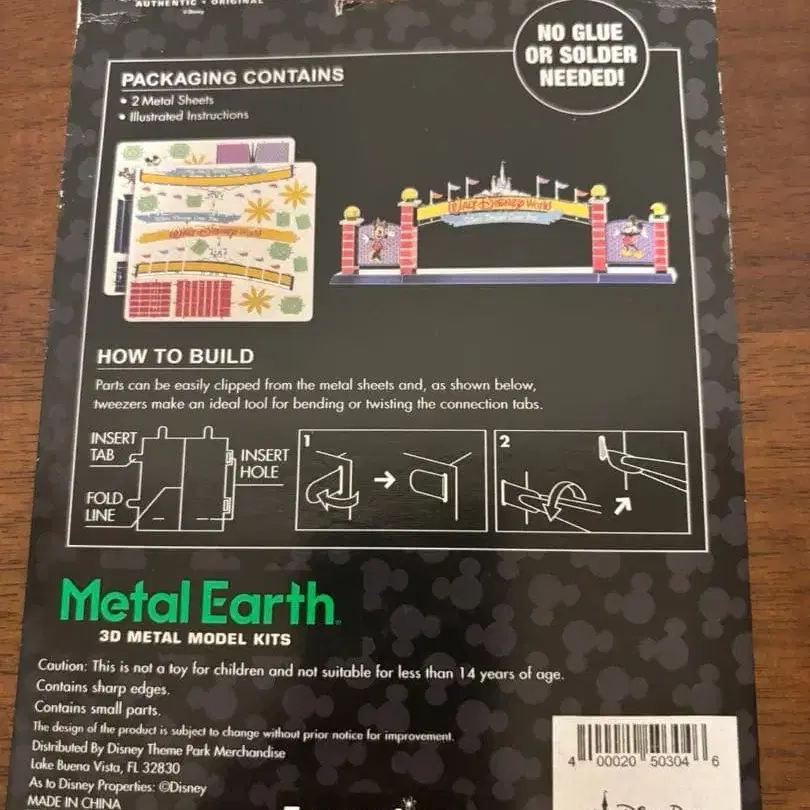 AUTHENTIC • ORIGINAL
©Disney
NO GLUE
OR SOLDER
NEEDED!
PACKAGING CONTAINS
• 2 Metal Sheets
• Illustrated Instructions
WALT DISNEY World
WALT DISNEY World
HOW TO BUILD
Parts can be easily clipped from the metal sheets and, as shown below,
tweezers make an ideal tool for bending or twisting the connection tabs.
INSERT
TAB
INSERT
HOLE
FOLD
LINE
1
2
Metal Earth
3D METAL MODEL KITS
Caution: This is not a toy for children and not suitable for less than 14 years of age.
Contains sharp edges.
Contains small parts.
The design of the product is subject to change without prior notice for improvement.
Distributed By Disney Theme Park Merchandise
Lake Buena Vista, FL 32830
As to Disney Properties: ©Disney
MADE IN CHINA
4 00020 50304 6